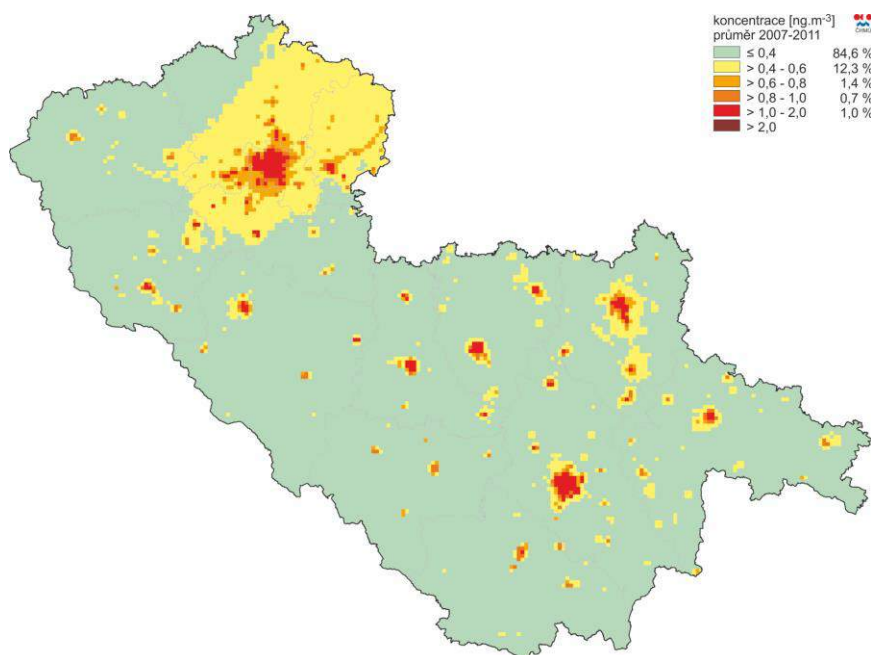 koncentrace [ng.m⁻³]
průměr 2007-2011
ČHMÚ
≤ 0,4 84,6 %
> 0,4 - 0,6 12,3 %
> 0,6 - 0,8 1,4 %
> 0,8 - 1,0 0,7 %
> 1,0 - 2,0 1,0 %
> 2,0